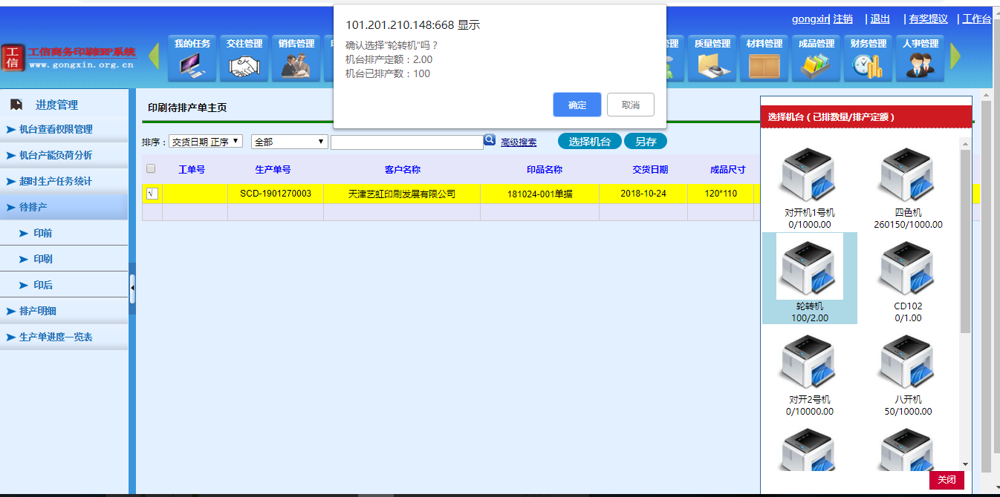 101.201.210.148:668 显示
确认选择“轮转机”吗？
机台排产定额：2.00
机台已排产数：100
确定
取消
gongxin| 注销 | 退出 | 有奖提议 | 工作台
工信
工信商务印刷ERP系统
www.gongxin.org.cn
我的任务
交往管理
销售管理
管理
质量管理
材料管理
成品管理
财务管理
人事管理
进度管理
机台查看权限管理
机台产能负荷分析
超时生产任务统计
待排产
印前
印刷
印后
排产明细
生产单进度一览表
印刷待排产单主页
排序：
交货日期 正序
全部
高级搜索
选择机台
另存
工单号 生产单号 客户名称 印品名称 交货日期 成品尺寸
√ SCD-1901270003 天津艺虹印刷发展有限公司 181024-001单据 2018-10-24 120*110
选择机台（已排数量/排产定额）
对开机1号机
0/1000.00
四色机
260150/1000.00
轮转机
100/2.00
CD102
0/1.00
对开2号机
0/10000.00
八开机
50/1000.00
关闭